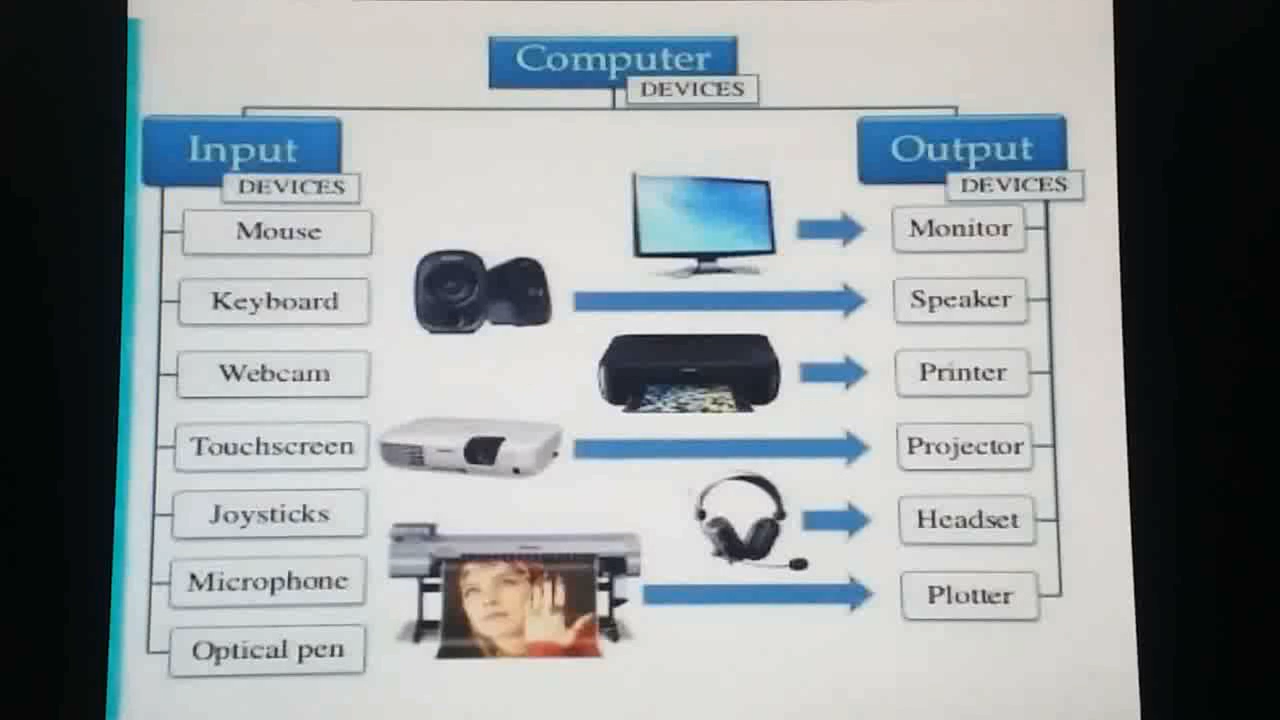 Computer
DEVICES
Input
DEVICES
Mouse
Keyboard
Webcam
Touchscreen
Joysticks
Microphone
Optical pen
Output
DEVICES
Monitor
Speaker
Printer
Projector
Headset
Plotter